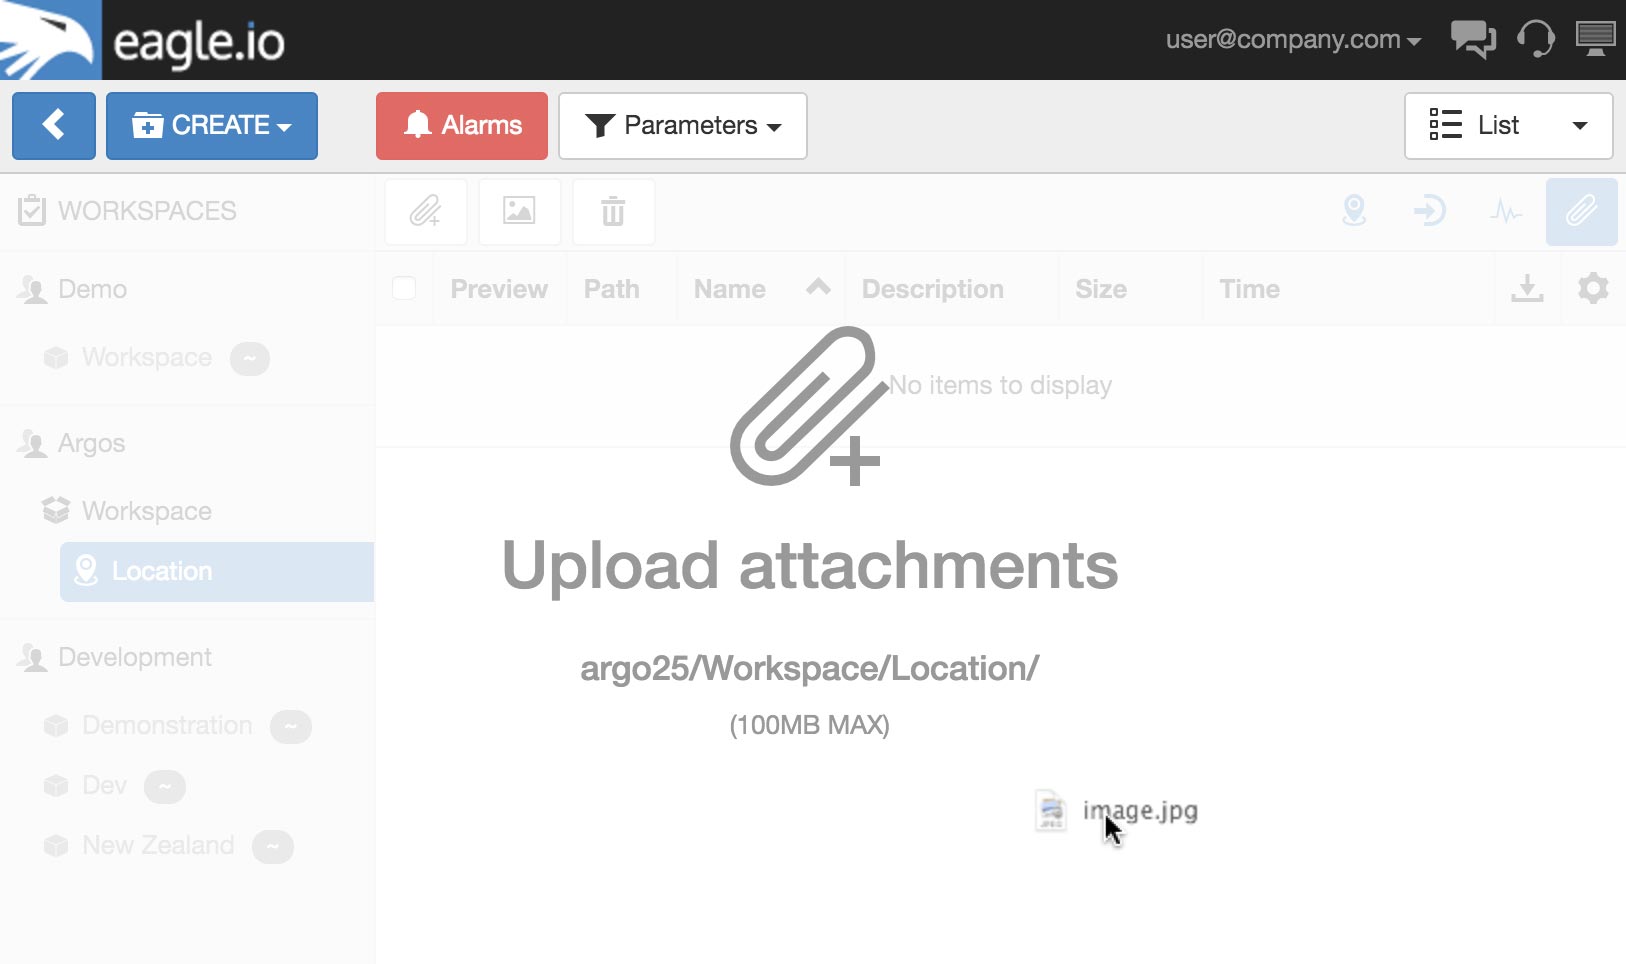 eagle.io
user@company.com
CREATE
Alarms
Parameters
List
WORKSPACES
Demo
Workspace
~
Argos
Workspace
Location
Development
Demonstration
~
Dev
~
New Zealand
~
Preview
Path
Name
Description
Size
Time
No items to display
Upload attachments
argo25/Workspace/Location/
(100MB MAX)
JPEG
image.jpg